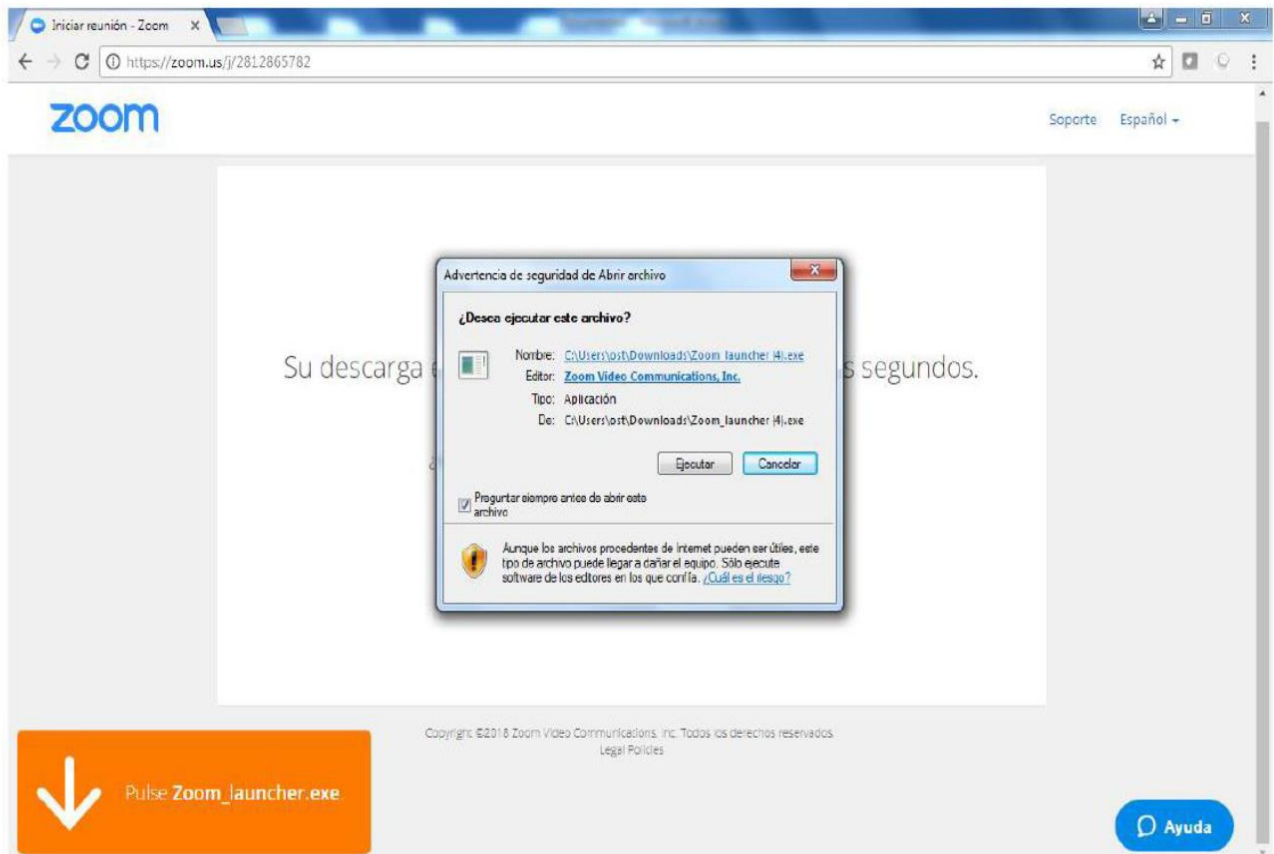 Iniciar reunión - Zoom
https://zoom.us/j/2812865782
zoom
Soporte Español
Su descarga
s segundos.
Advertencia de seguridad de Abrir archivo
¿Desea ejecutar este archivo?
Nombre: C:\Users\ost\Downloads\Zoom_launcher (4).exe
Editor: Zoom Video Communications, Inc.
Tipo: Aplicación
De: C:\Users\ost\Downloads\Zoom_launcher (4).exe
Ejecutar Cancelar
Preguntar siempre antes de abrir este
archivo
Aunque los archivos procedentes de Internet pueden ser útiles, este
tipo de archivo puede llegar a dañar el equipo. Sólo ejecute
software de los editores en los que confía. ¿Cuál es el riesgo?
Copyright ©2018 Zoom Video Communications, Inc. Todos los derechos reservados.
Legal Policies
Pulse Zoom_launcher.exe
Ayuda